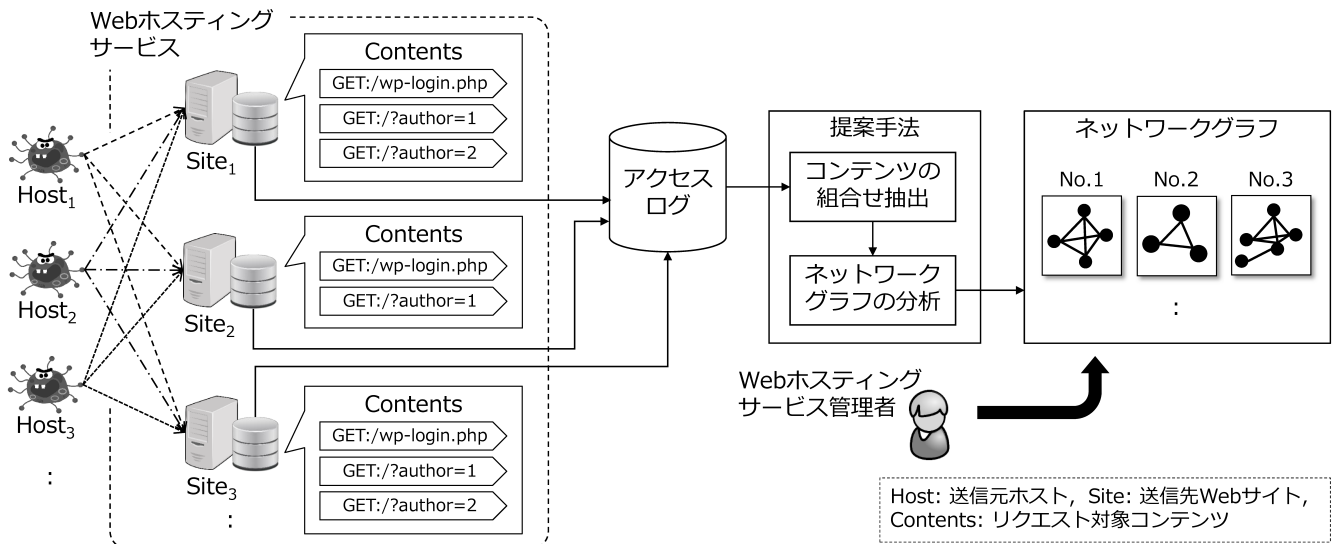 Webホスティング
サービス
Host₁
Host₂
Host₃
:
Site₁
Contents
GET:/wp-login.php
GET:/?author=1
GET:/?author=2
Site₂
Contents
GET:/wp-login.php
GET:/?author=1
Site₃
:
Contents
GET:/wp-login.php
GET:/?author=1
GET:/?author=2
アクセス
ログ
提案手法
コンテンツの
組合せ抽出
ネットワーク
グラフの分析
ネットワークグラフ
No.1
No.2
No.3
:
Webホスティング
サービス管理者
Host: 送信元ホスト, Site: 送信先Webサイト,
Contents: リクエスト対象コンテンツ